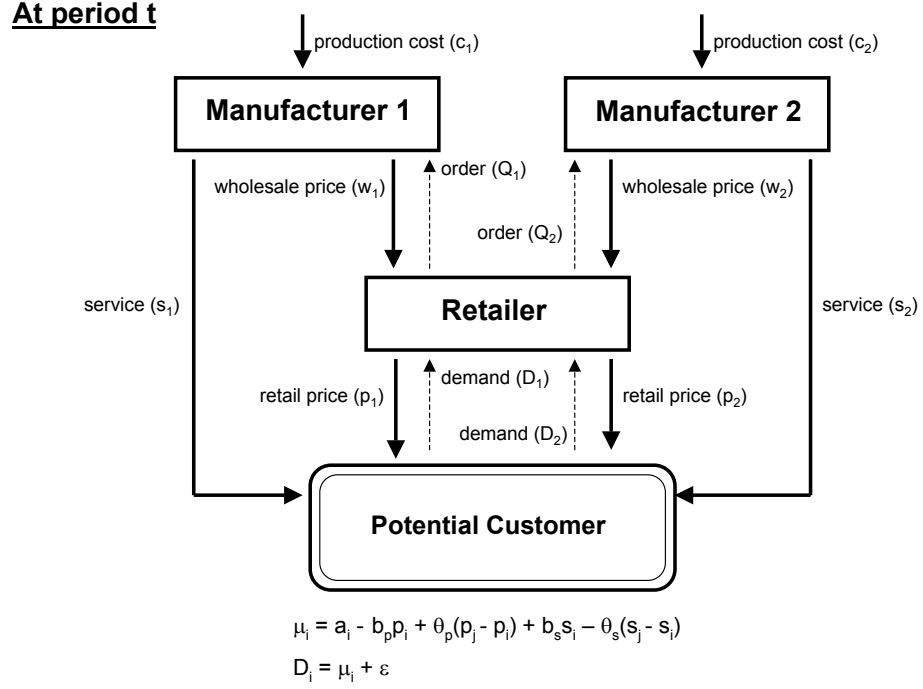 At period t
production cost (c₁)
production cost (c₂)
Manufacturer 1
Manufacturer 2
order (Q₁)
wholesale price (w₁)
wholesale price (w₂)
order (Q₂)
service (s₁)
Retailer
service (s₂)
demand (D₁)
retail price (p₁)
retail price (p₂)
demand (D₂)
Potential Customer
μᵢ = aᵢ - bₚpᵢ + θₚ(pⱼ - pᵢ) + bₛsᵢ – θₛ(sⱼ - sᵢ)
Dᵢ = μᵢ + ε